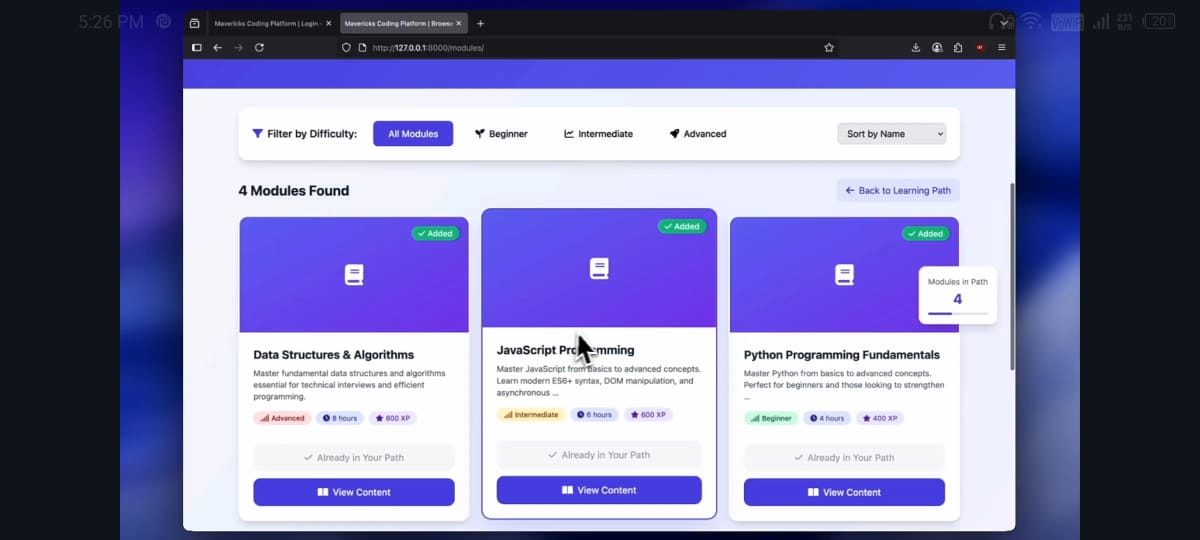 5:26 PM
VoWiFi
231
B/S
20
Mavericks Coding Platform | Login -
Mavericks Coding Platform | Browse
http://127.0.0.1:8000/modules/
Filter by Difficulty:
All Modules
Beginner
Intermediate
Advanced
Sort by Name
4 Modules Found
Back to Learning Path
Added
Added
Added
Modules in Path
4
Data Structures & Algorithms
Master fundamental data structures and algorithms
essential for technical interviews and efficient
programming.
Advanced
8 hours
800 XP
Already in Your Path
View Content
JavaScript Pro mming
Master JavaScript from basics to advanced concepts.
Learn modern ES6+ syntax, DOM manipulation, and
asynchronous ...
Intermediate
6 hours
600 XP
Already in Your Path
View Content
Python Programming Fundamentals
Master Python from basics to advanced concepts.
Perfect for beginners and those looking to strengthen
...
Beginner
4 hours
400 XP
Already in Your Path
View Content